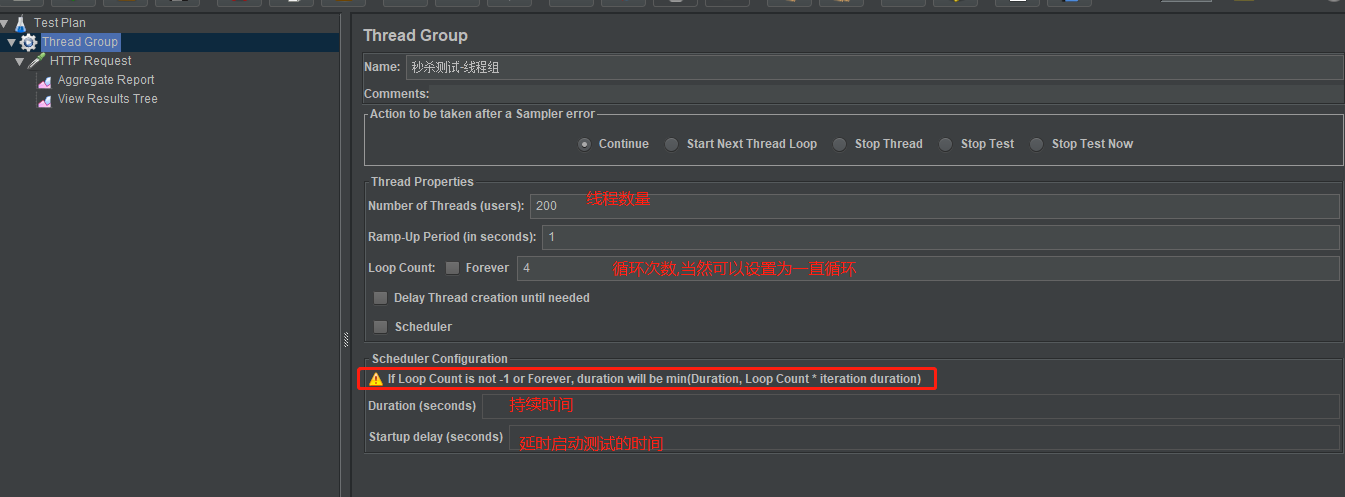 Test Plan
Thread Group
HTTP Request
Aggregate Report
View Results Tree
Thread Group
Name: 秒杀测试-线程组
Comments:
Action to be taken after a Sampler error
Continue Start Next Thread Loop Stop Thread Stop Test Stop Test Now
Thread Properties
Number of Threads (users): 200 线程数量
Ramp-Up Period (in seconds): 1
Loop Count: Forever 4 循环次数,当然可以设置为一直循环
Delay Thread creation until needed
Scheduler
Scheduler Configuration
If Loop Count is not -1 or Forever, duration will be min(Duration, Loop Count * iteration duration)
Duration (seconds) 持续时间
Startup delay (seconds) 延时启动测试的时间